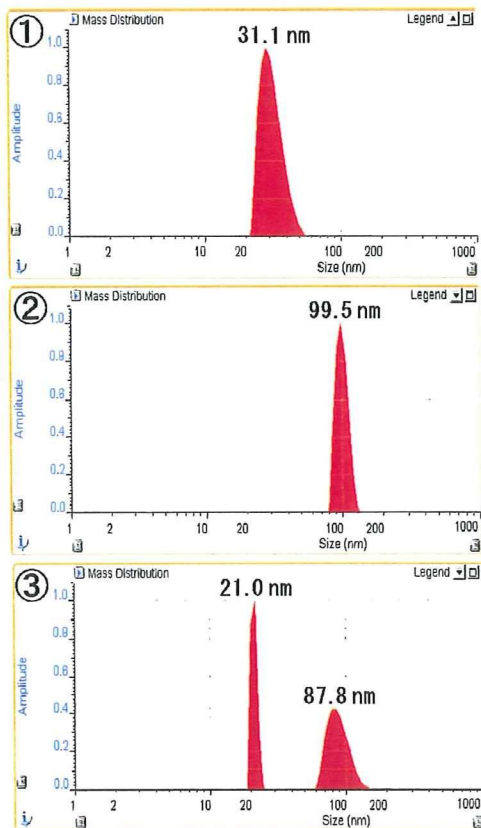 ①
Mass Distribution
Legend
31.1 nm
Amplitude
1.0
0.8
0.6
0.4
0.2
0.0
1 2 10 20 100 200 1000
Size (nm)
②
Mass Distribution
Legend
99.5 nm
Amplitude
1.0
0.8
0.6
0.4
0.2
0.0
1 2 10 20 100 200 1000
Size (nm)
③
Mass Distribution
Legend
21.0 nm
87.8 nm
Amplitude
1.0
0.8
0.6
0.4
0.2
0.0
1 2 10 20 100 200 1000
Size (nm)